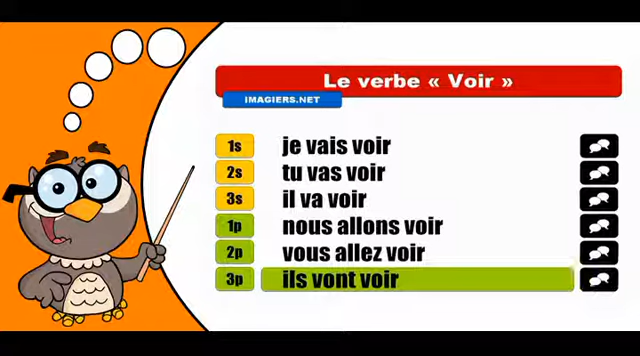 Le verbe « Voir »
IMAGIERS.NET
1s je vais voir
2s tu vas voir
3s il va voir
1p nous allons voir
2p vous allez voir
3p ils vont voir